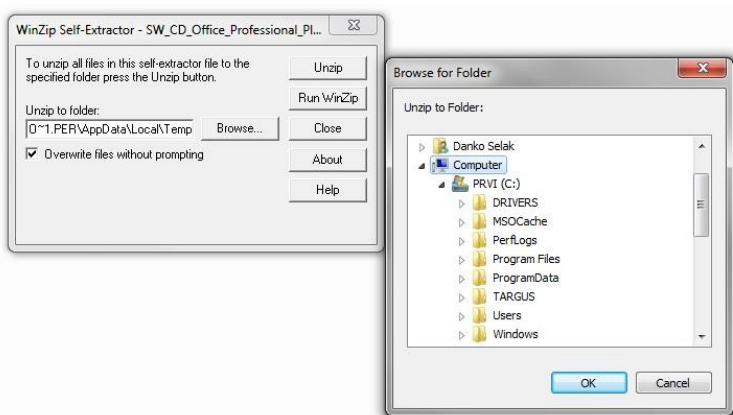 WinZip Self-Extractor - SW_CD_Office_Professional_Pl...
To unzip all files in this self-extractor file to the
specified folder press the Unzip button.
Unzip to folder:
O~1.PER\AppData\Local\Temp
Browse...
Overwrite files without prompting
Unzip
Run WinZip
Close
About
Help
Browse for Folder
Unzip to Folder:
Danko Selak
Computer
PRVI (C:)
DRIVERS
MSOCache
PerfLogs
Program Files
ProgramData
TARGUS
Users
Windows
OK
Cancel